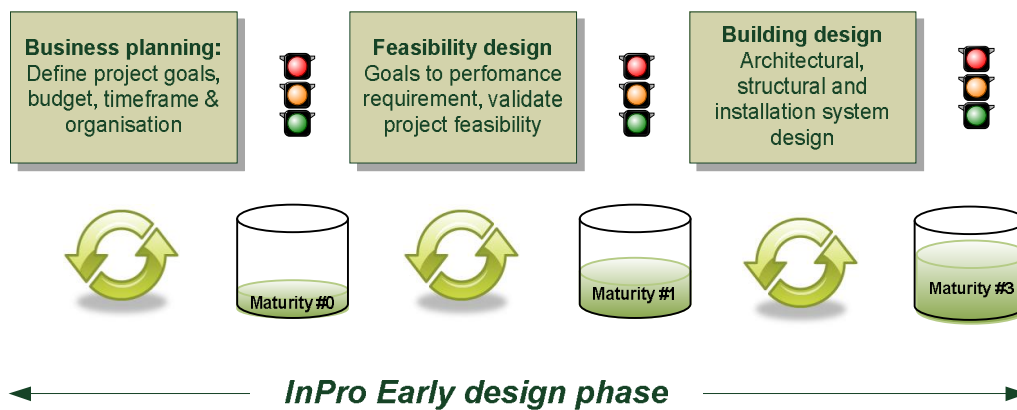 Business planning:
Define project goals,
budget, timeframe &
organisation
Feasibility design
Goals to perfomance
requirement, validate
project feasibility
Building design
Architectural,
structural and
installation system
design
Maturity #0
Maturity #1
Maturity #3
InPro Early design phase